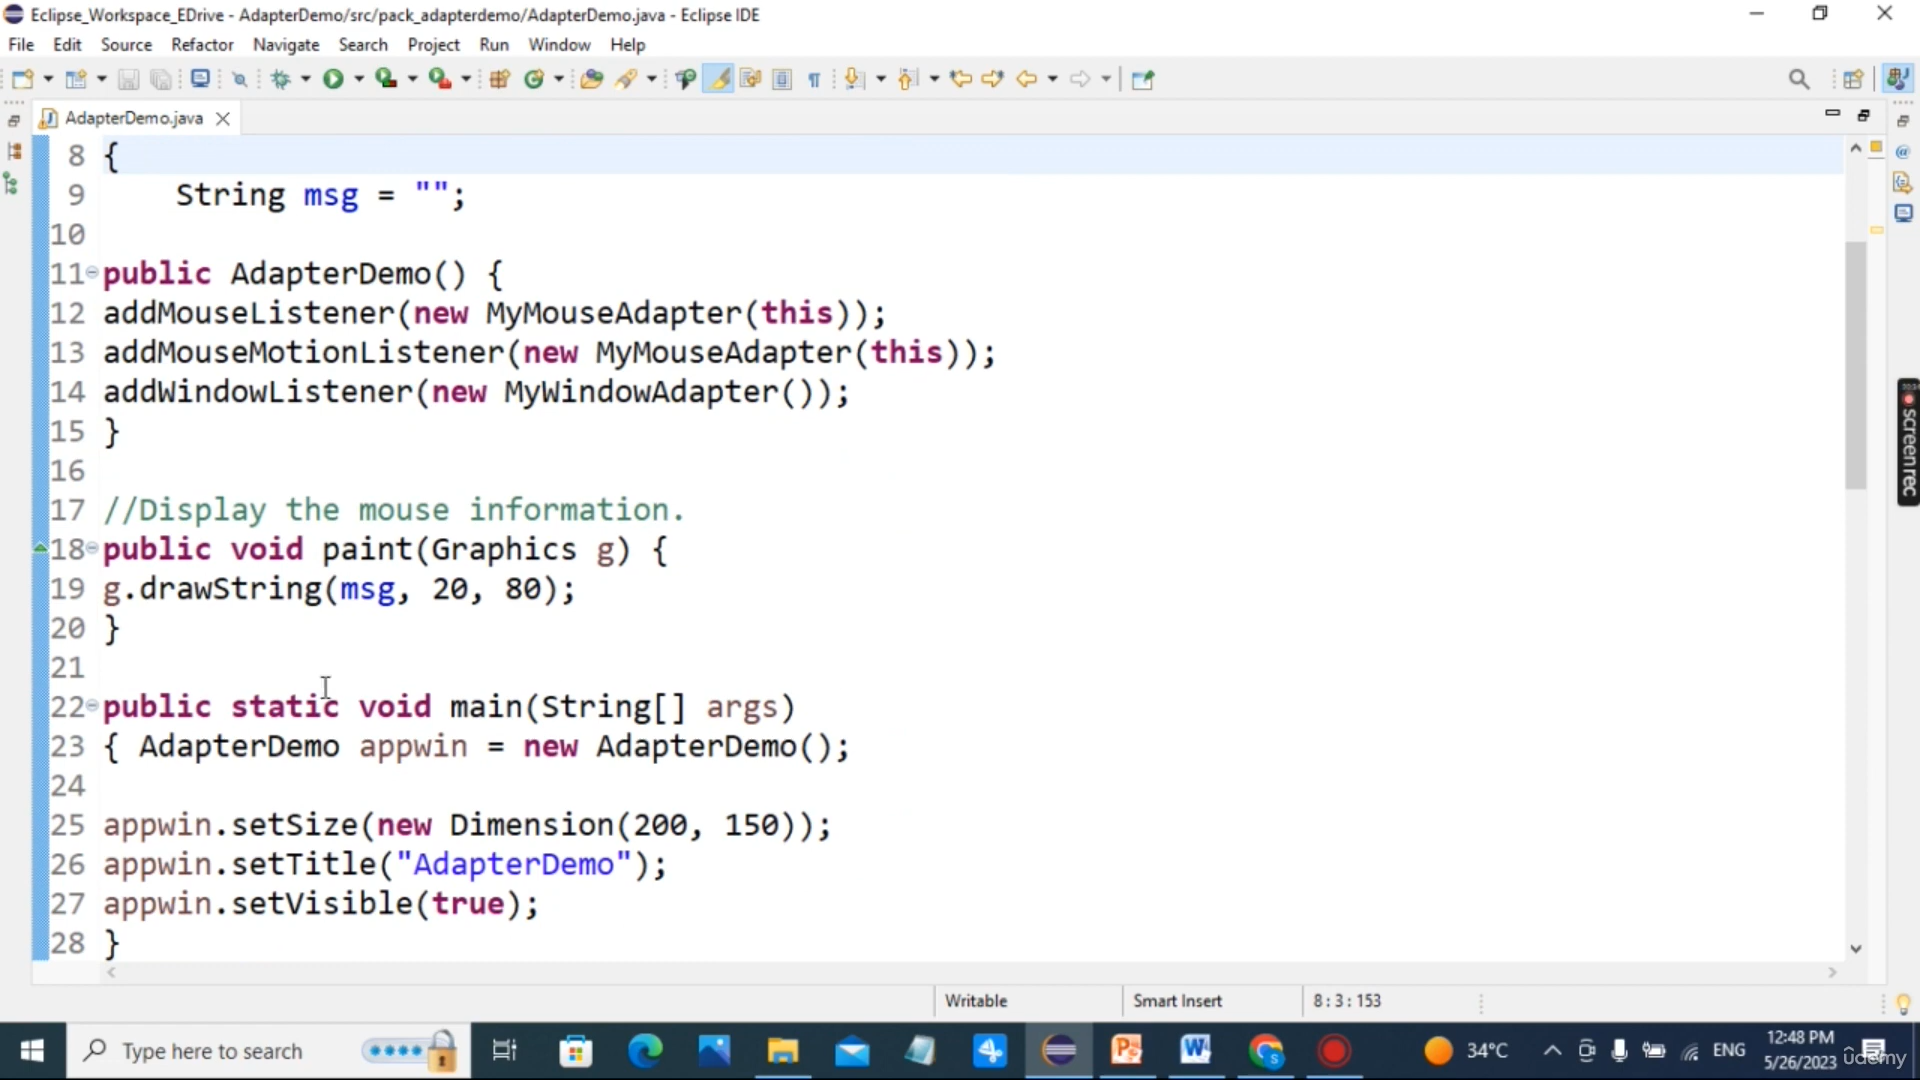 Eclipse_Workspace_EDrive - AdapterDemo/src/pack_adapterdemo/AdapterDemo.java - Eclipse IDE
File Edit Source Refactor Navigate Search Project Run Window Help
AdapterDemo.java
8 {
9 String msg = "";
10
11 public AdapterDemo() {
12 addMouseListener(new MyMouseAdapter(this));
13 addMouseMotionListener(new MyMouseAdapter(this));
14 addWindowListener(new MyWindowAdapter());
15 }
16
17 //Display the mouse information.
18 public void paint(Graphics g) {
19 g.drawString(msg, 20, 80);
20 }
21
22 public static void main(String[] args)
23 { AdapterDemo appwin = new AdapterDemo();
24
25 appwin.setSize(new Dimension(200, 150));
26 appwin.setTitle("AdapterDemo");
27 appwin.setVisible(true);
28 }
screenrec
Writable Smart Insert 8 : 3 : 153
Type here to search
34°C ENG 12:48 PM
5/26/2023
ûdemy